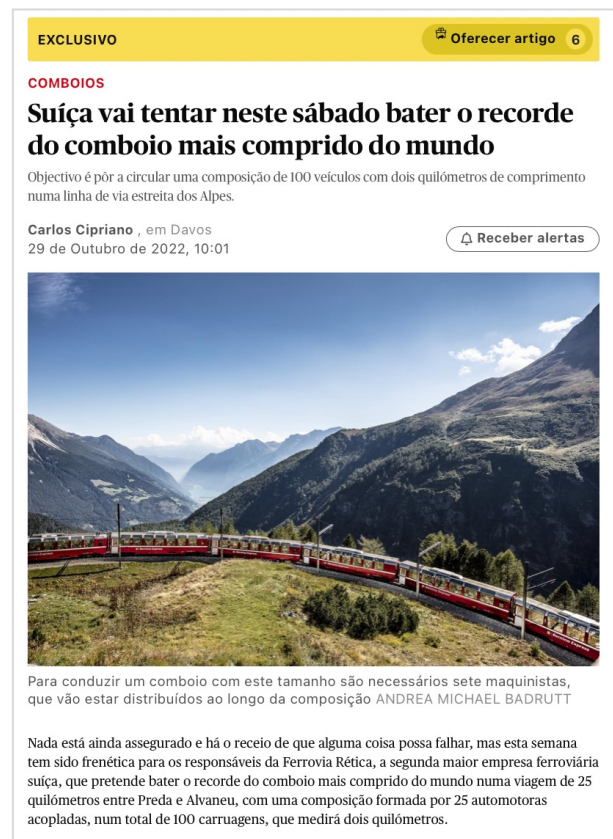 EXCLUSIVO
Oferecer artigo 6
COMBOIOS
Suíça vai tentar neste sábado bater o recorde
do comboio mais comprido do mundo
Objectivo é pôr a circular uma composição de 100 veículos com dois quilómetros de comprimento
numa linha de via estreita dos Alpes.
Carlos Cipriano , em Davos
29 de Outubro de 2022, 10:01
Receber alertas
Para conduzir um comboio com este tamanho são necessários sete maquinistas,
que vão estar distribuídos ao longo da composição ANDREA MICHAEL BADRUTT
Nada está ainda assegurado e há o receio de que alguma coisa possa falhar, mas esta semana
tem sido frenética para os responsáveis da Ferrovia Rética, a segunda maior empresa ferroviária
suíça, que pretende bater o recorde do comboio mais comprido do mundo numa viagem de 25
quilómetros entre Preda e Alvaneu, com uma composição formada por 25 automotoras
acopladas, num total de 100 carruagens, que medirá dois quilómetros.